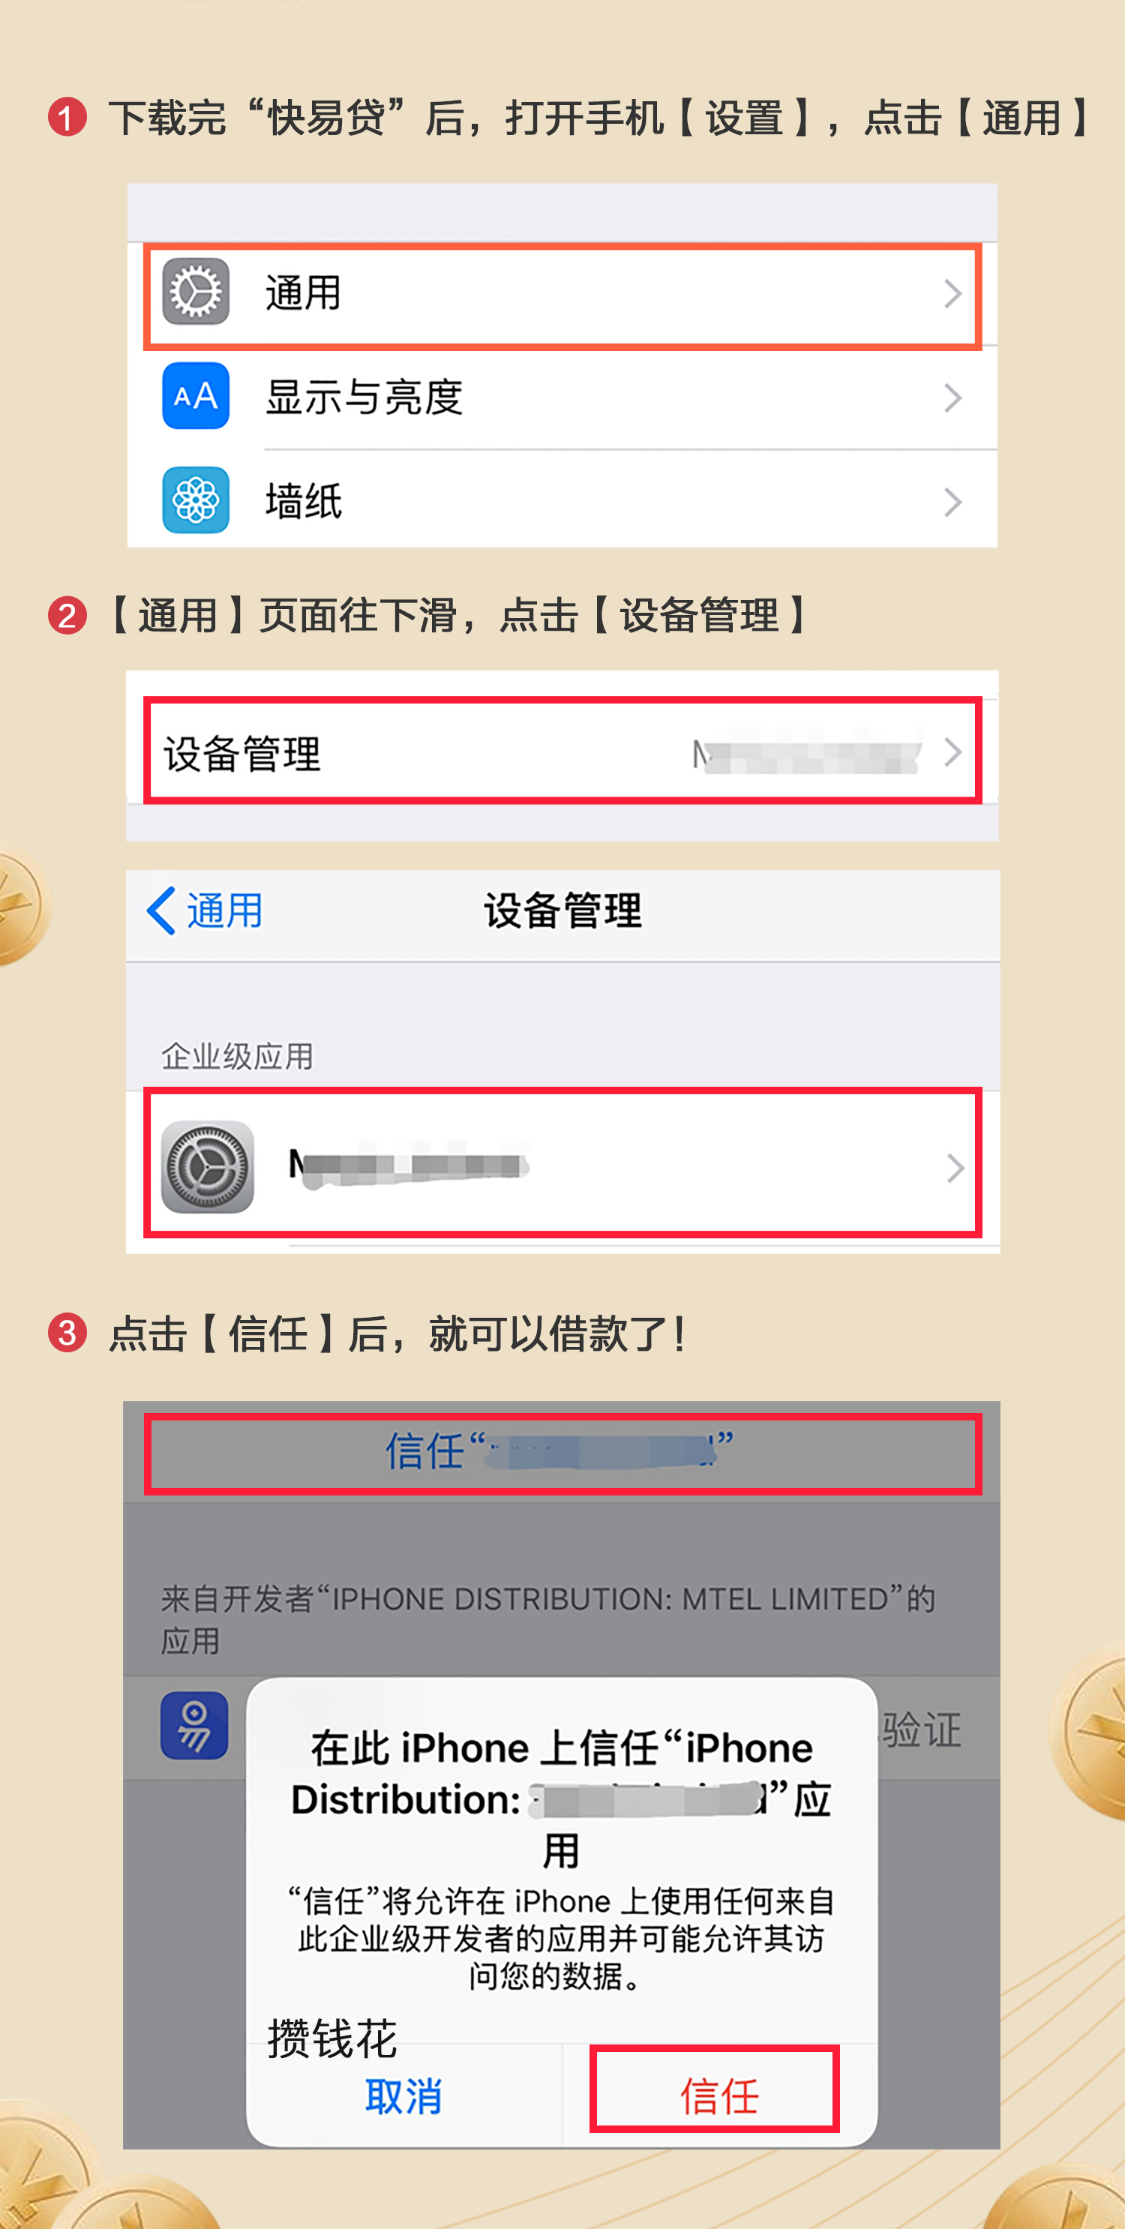 1 下载完“快易贷”后，打开手机【设置】，点击【通用】
通用
AA 显示与亮度
墙纸
2 【通用】页面往下滑，点击【设备管理】
设备管理
通用 设备管理
企业级应用
3 点击【信任】后，就可以借款了！
信任“ ”
来自开发者“IPHONE DISTRIBUTION: MTEL LIMITED”的
应用
验证
在此 iPhone 上信任“iPhone
Distribution: ”应
用
“信任”将允许在 iPhone 上使用任何来自
此企业级开发者的应用并可能允许其访
问您的数据。
攒钱花
取消 信任